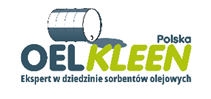 Polska
OELKLEEN
Ekspert w dziedzinie sorbentów olejowych